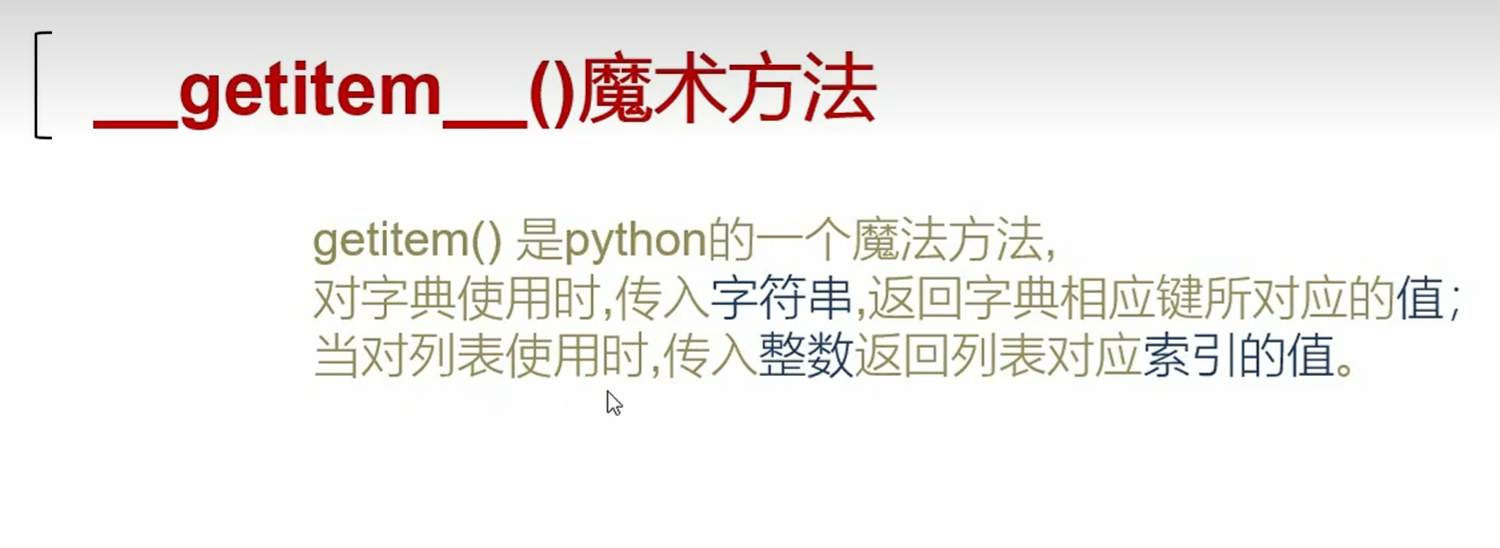 __getitem__()魔术方法
getitem() 是python的一个魔法方法,
对字典使用时,传入字符串,返回字典相应键所对应的值;
当对列表使用时,传入整数返回列表对应索引的值。